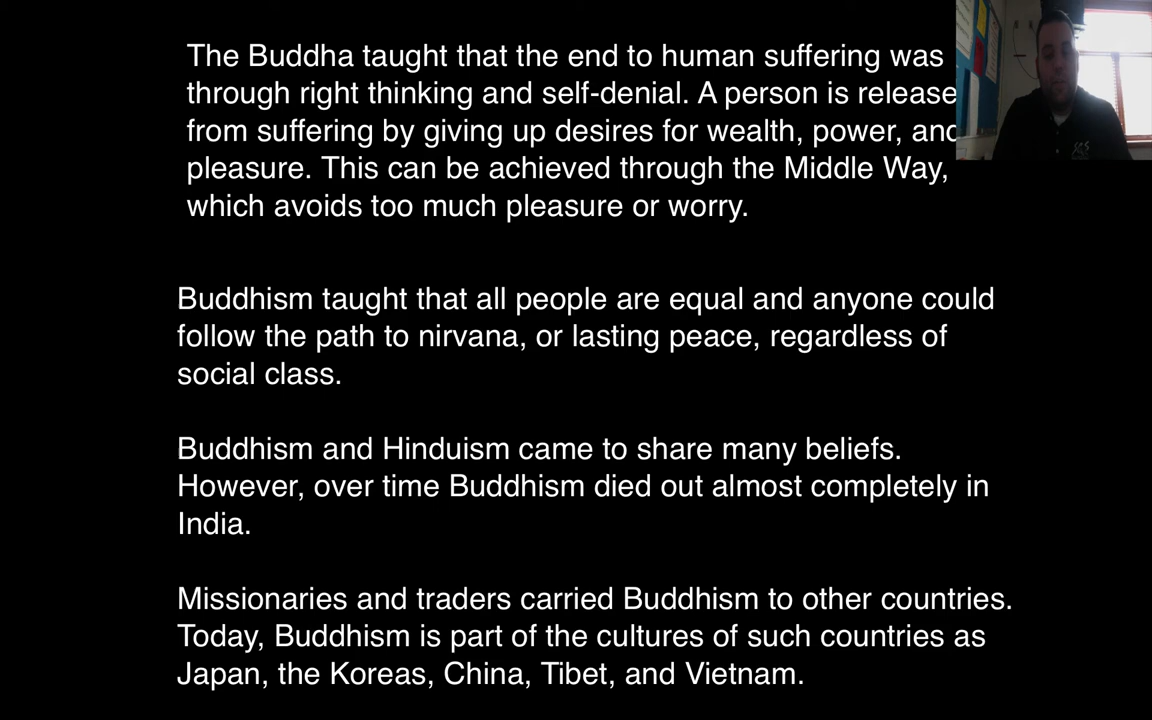 The Buddha taught that the end to human suffering was
through right thinking and self-denial. A person is release
from suffering by giving up desires for wealth, power, and
pleasure. This can be achieved through the Middle Way,
which avoids too much pleasure or worry.
Buddhism taught that all people are equal and anyone could
follow the path to nirvana, or lasting peace, regardless of
social class.
Buddhism and Hinduism came to share many beliefs.
However, over time Buddhism died out almost completely in
India.
Missionaries and traders carried Buddhism to other countries.
Today, Buddhism is part of the cultures of such countries as
Japan, the Koreas, China, Tibet, and Vietnam.